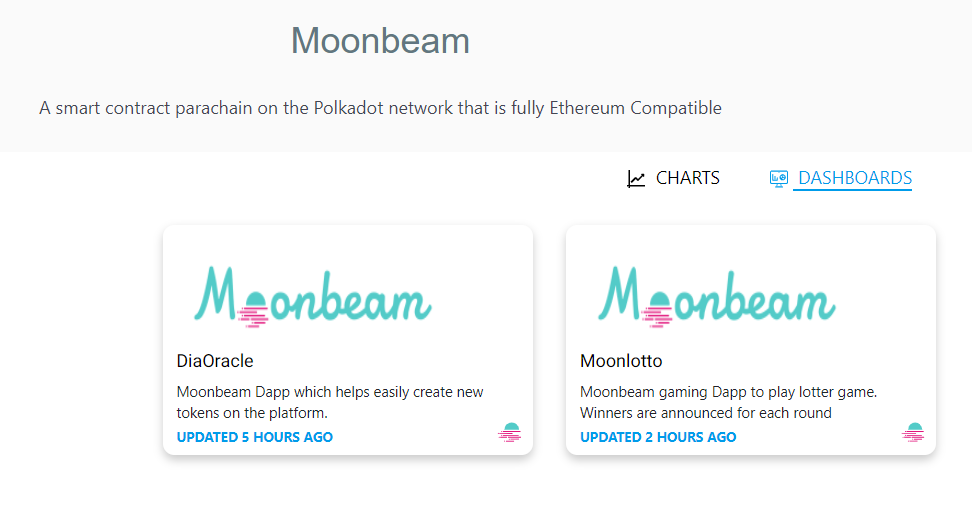 Moonbeam
A smart contract parachain on the Polkadot network that is fully Ethereum Compatible
CHARTS
DASHBOARDS
Moonbeam
DiaOracle
Moonbeam Dapp which helps easily create new
tokens on the platform.
UPDATED 5 HOURS AGO
Moonbeam
Moonlotto
Moonbeam gaming Dapp to play lotter game.
Winners are announced for each round
UPDATED 2 HOURS AGO